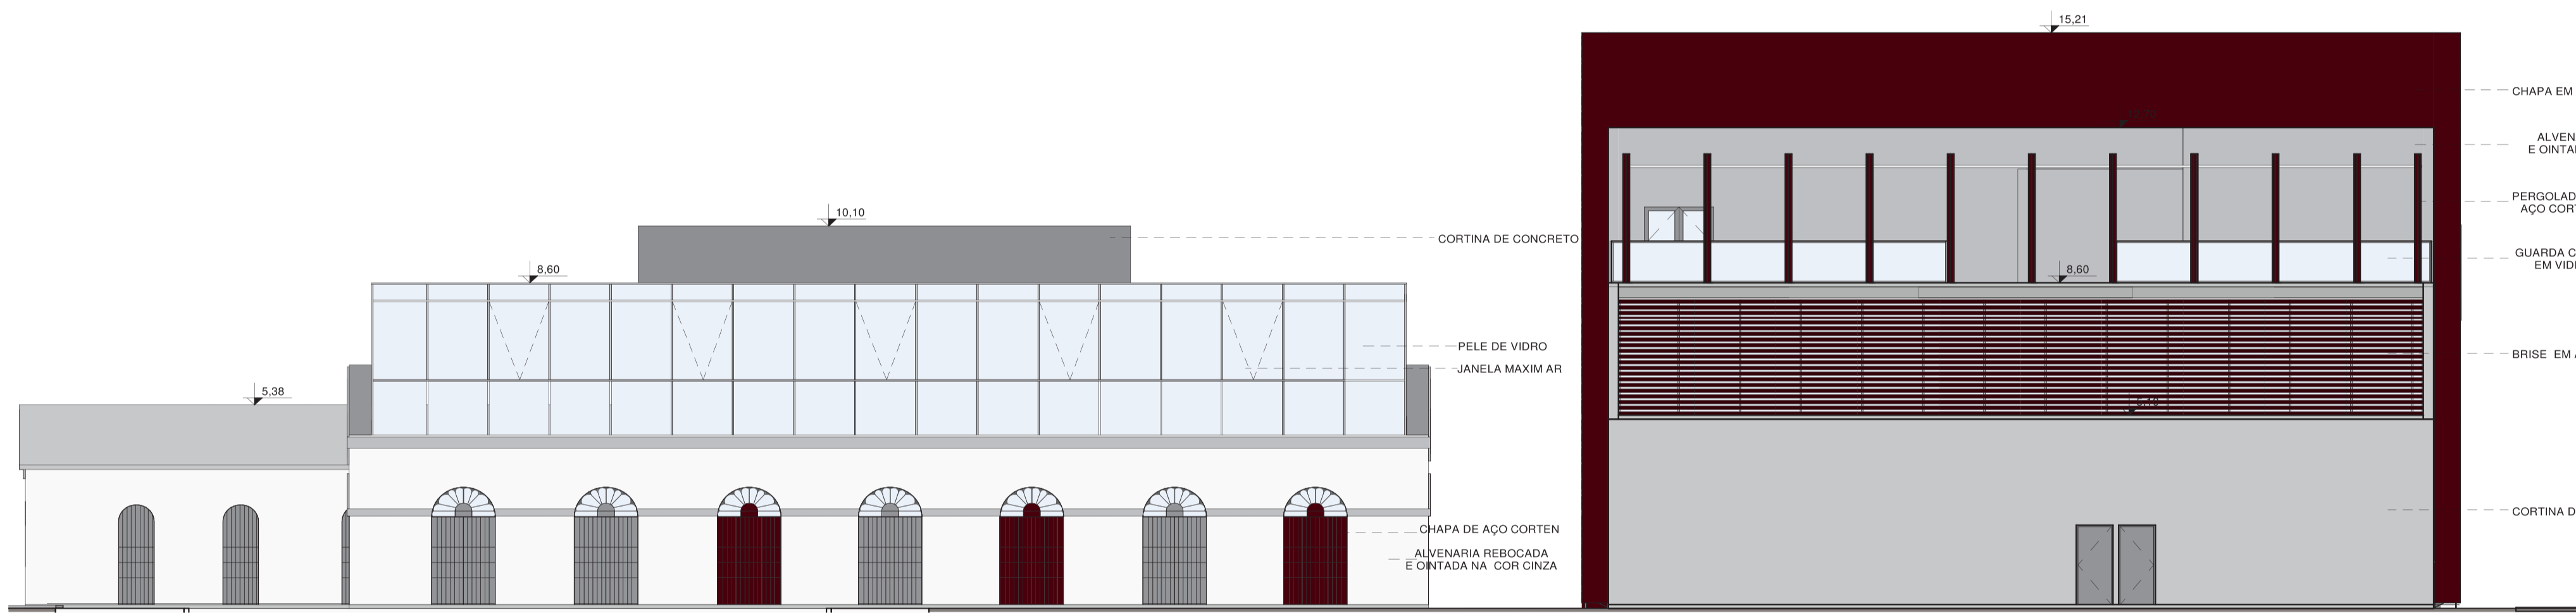 15,21
CHAPA EM
ALVEN
E OINTA
10,10
PERGOLAD
AÇO CORT
CORTINA DE CONCRETO
8,60
8,60
GUARDA C
EM VID
PELE DE VIDRO
BRISE EM
JANELA MAXIM AR
5,38
CORTINA D
CHAPA DE AÇO CORTEN
ALVENARIA REBOCADA
E OINTADA NA COR CINZA